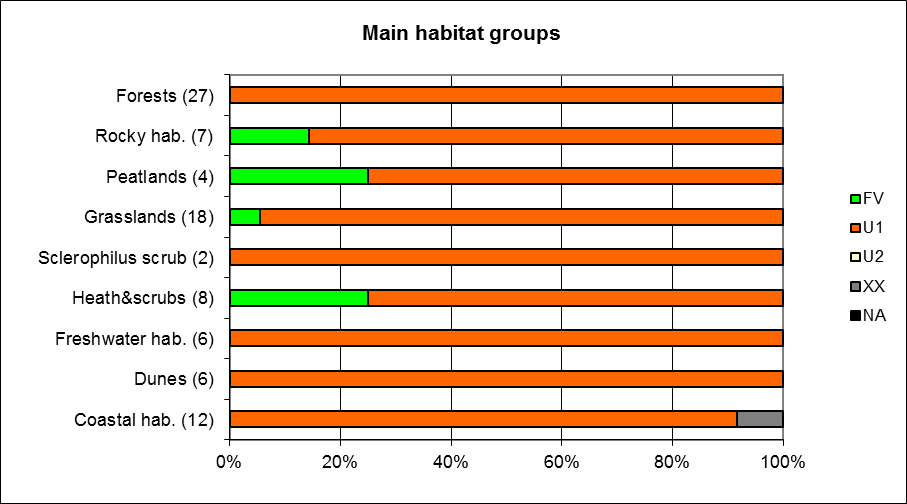 Main habitat groups
Forests (27)
Rocky hab. (7)
Peatlands (4)
Grasslands (18)
Sclerophilus scrub (2)
Heath&scrubs (8)
Freshwater hab. (6)
Dunes (6)
Coastal hab. (12)
0% 20% 40% 60% 80% 100%
FV
U1
U2
XX
NA